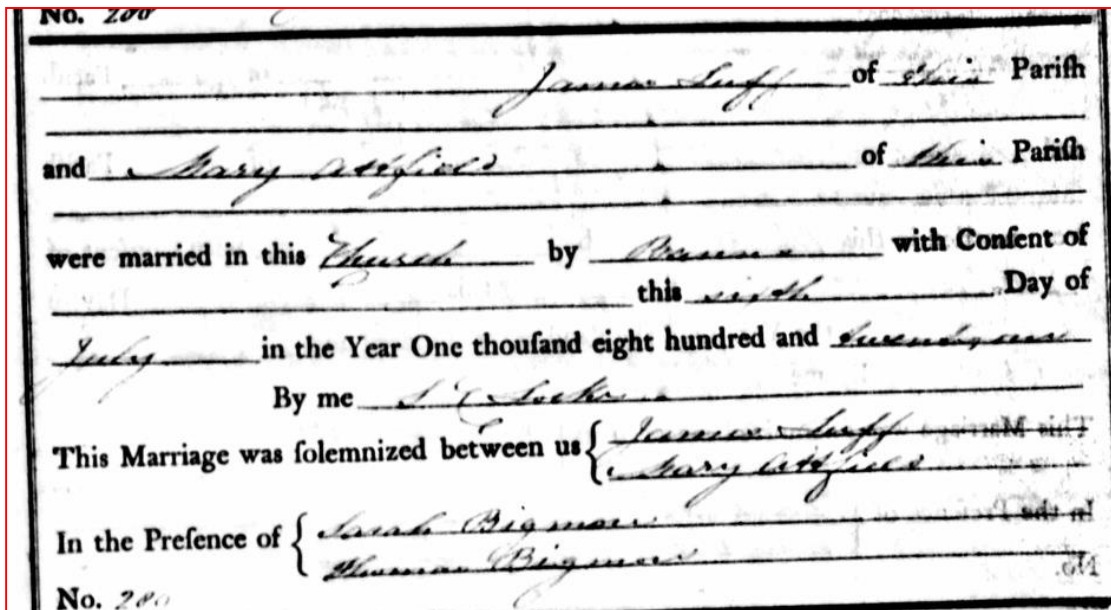 No. 288
James Luff of this Parish
and Mary Attfield of this Parish
were married in this Church by Banns with Consent of
this sixth Day of
July in the Year One thousand eight hundred and twenty one
By me
This Marriage was solemnized between us { James Luff
Mary Attfield
In the Presence of { Sarah Bigmore
Thomas Bigmore
No.